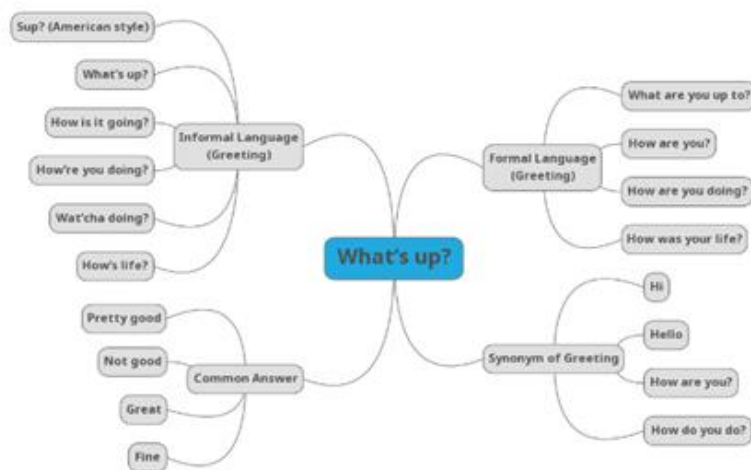 Sup? (American style)
What's up?
How is it going?
How're you doing?
Wat'cha doing?
How's life?
Informal Language
(Greeting)
Pretty good
Not good
Great
Fine
Common Answer
What's up?
Formal Language
(Greeting)
What are you up to?
How are you?
How are you doing?
How was your life?
Synonym of Greeting
Hi
Hello
How are you?
How do you do?